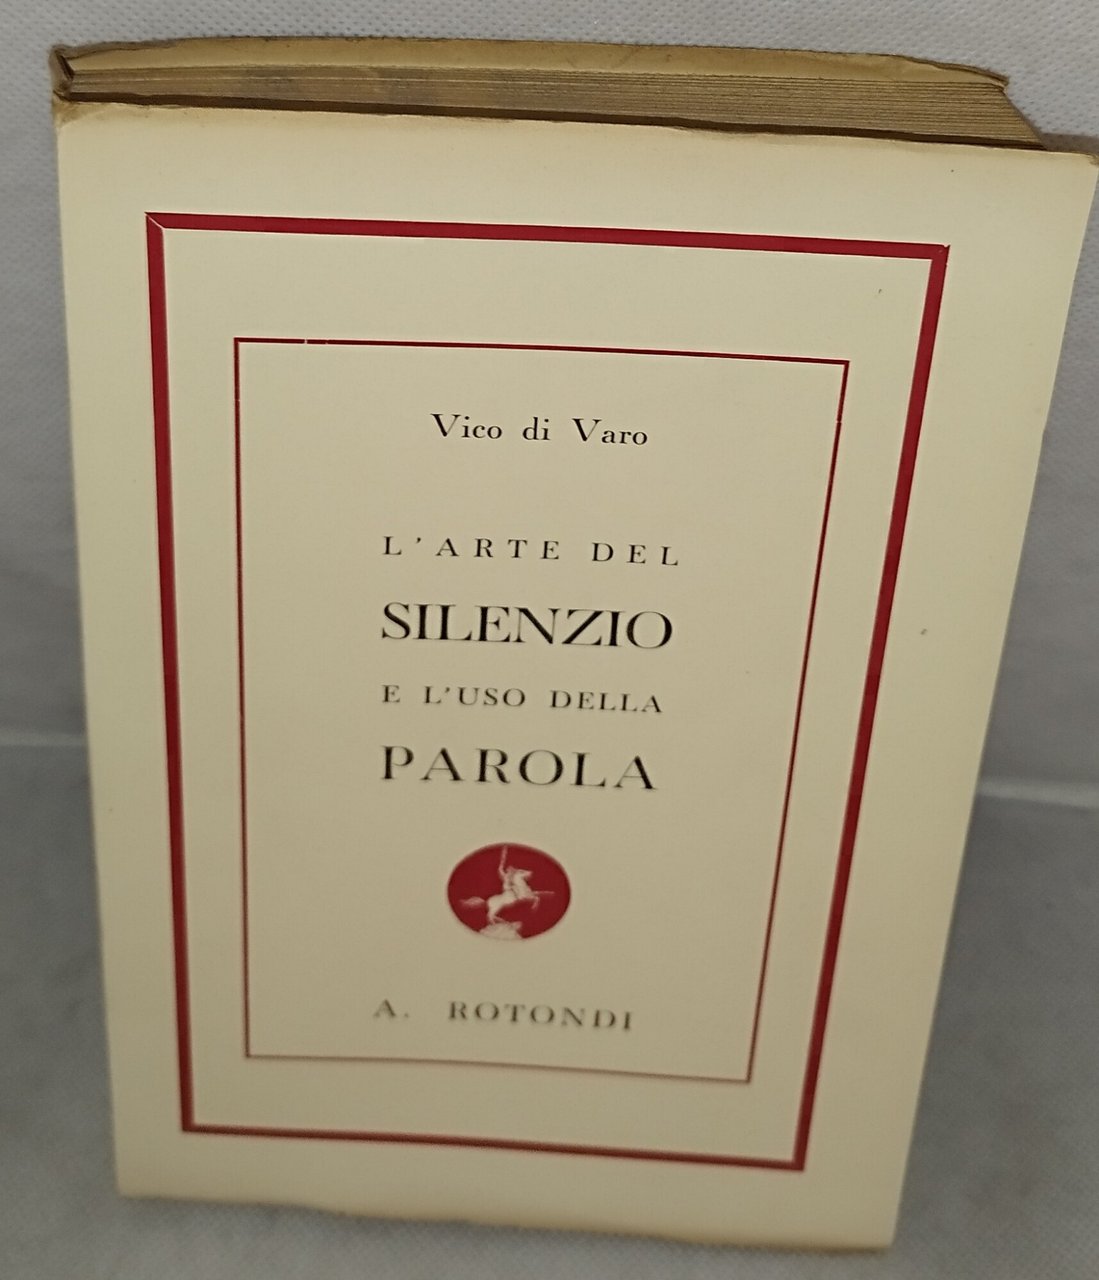 Vico di Varo
L'ARTE DEL
SILENZIO
E L'USO DELLA
PAROLA
A. ROTONDI